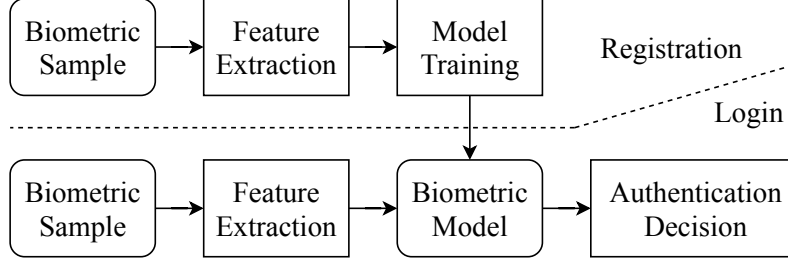 Biometric
Sample
Feature
Extraction
Model
Training
Registration
Login
Biometric
Sample
Feature
Extraction
Biometric
Model
Authentication
Decision